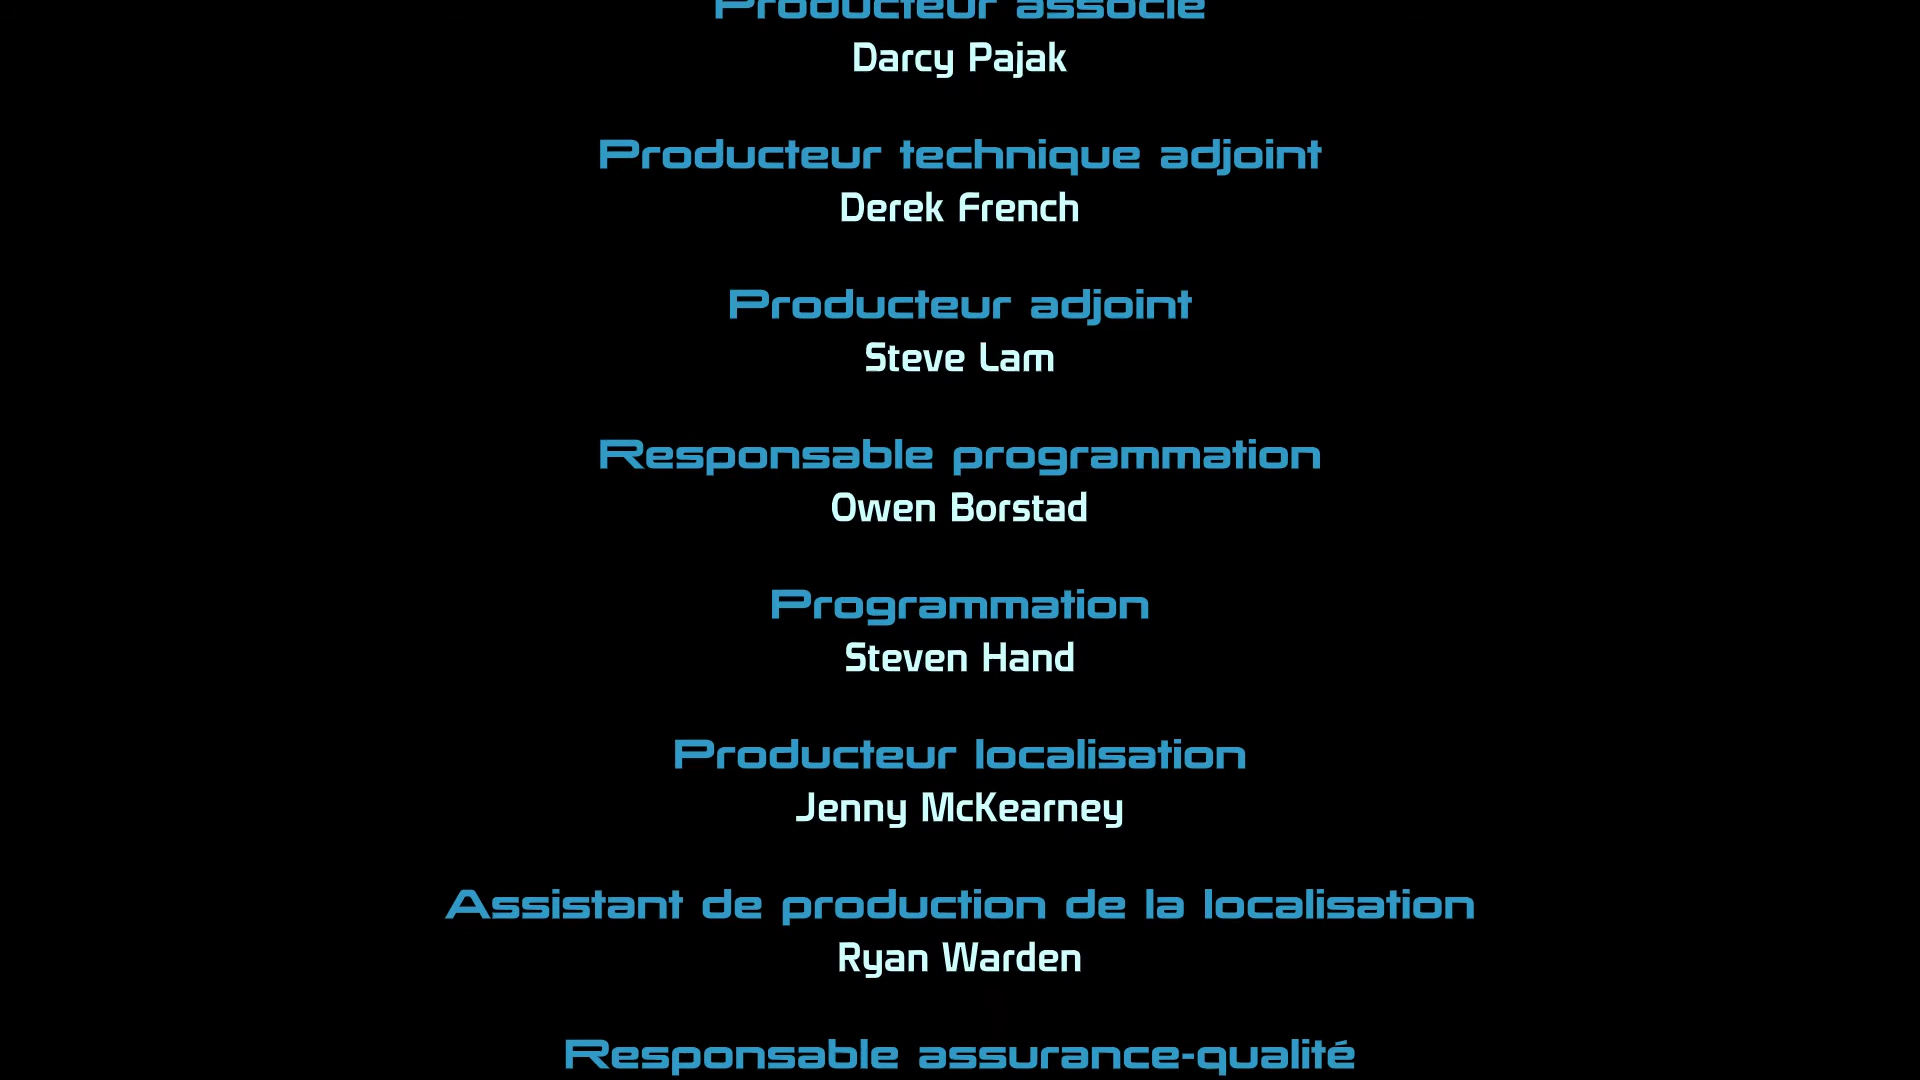 Producteur associé
Darcy Pajak
Producteur technique adjoint
Derek French
Producteur adjoint
Steve Lam
Responsable programmation
Owen Borstad
Programmation
Steven Hand
Producteur localisation
Jenny McKearney
Assistant de production de la localisation
Ryan Warden
Responsable assurance-qualité